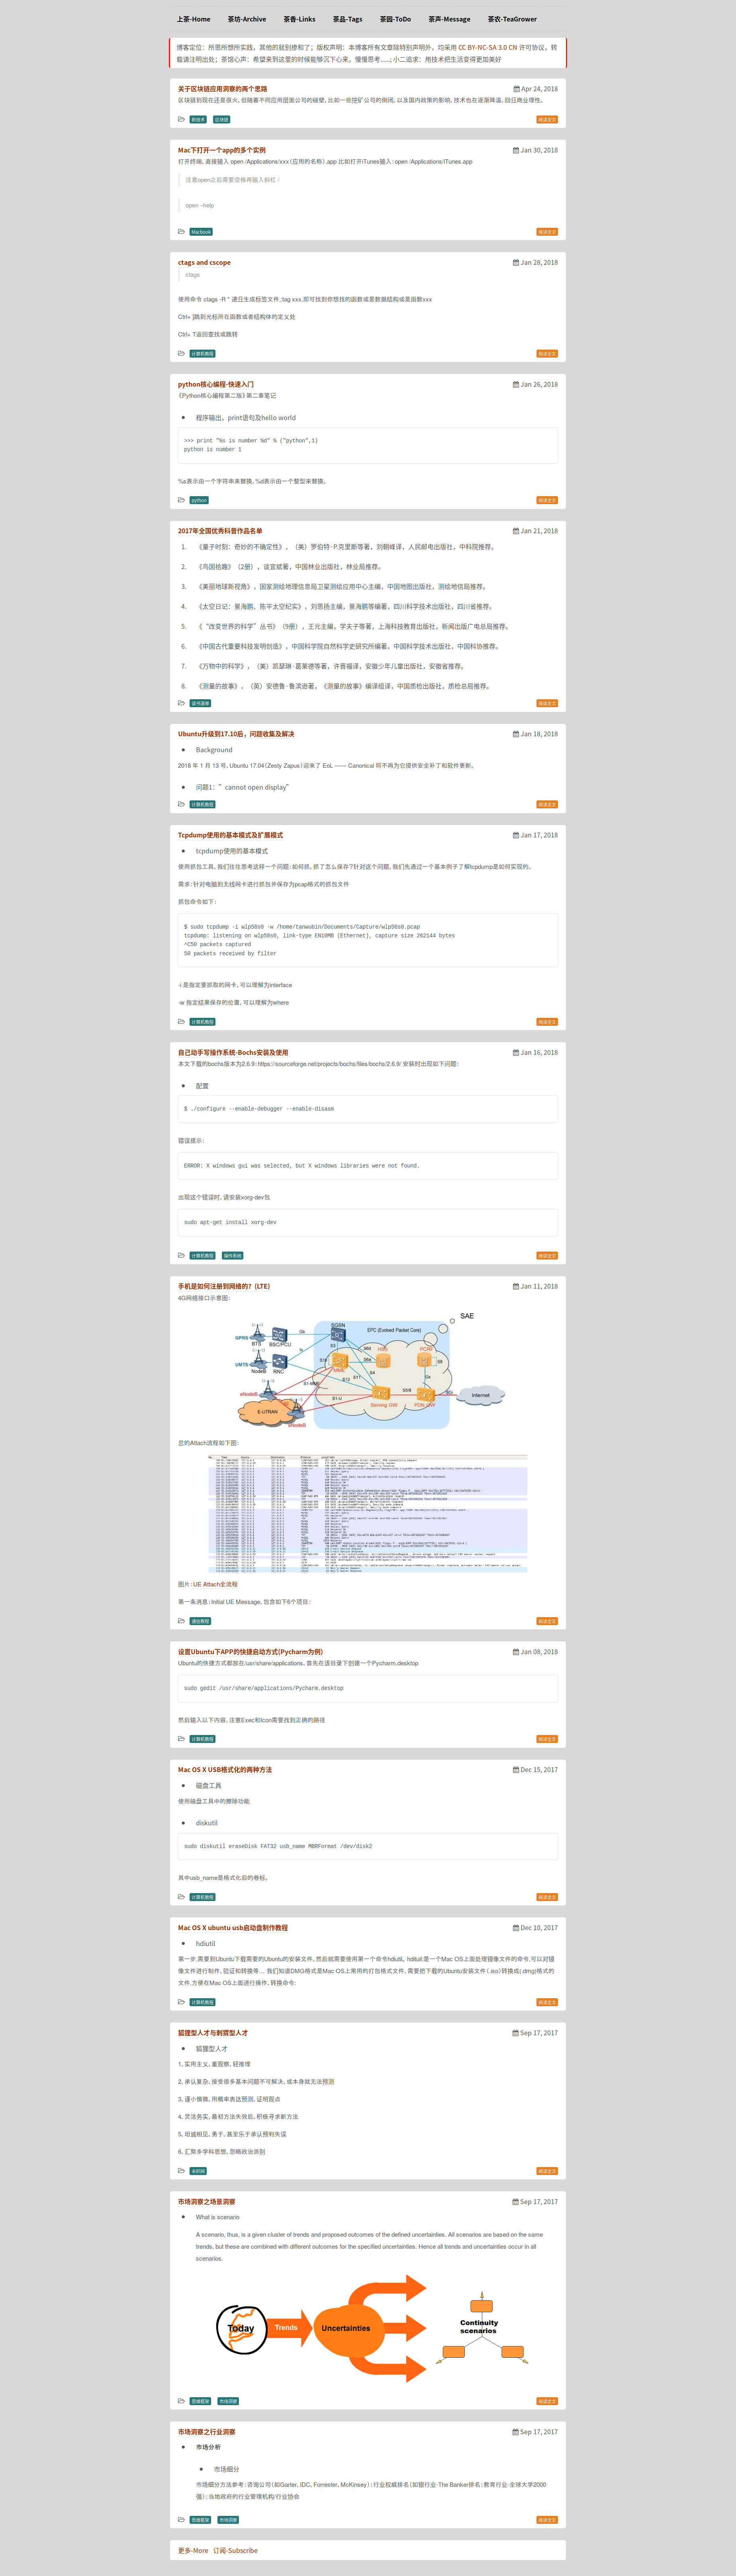 上茶-Home 茶坊-Archive 茶香-Links 茶品-Tags 茶园-ToDo 茶声-Message 茶农-TeaGrower
博客定位：所思所想所实践，其他的就别掺和了；版权声明：本博客所有文章除特别声明外，均采用 CC BY-NC-SA 3.0 CN 许可协议，转
载请注明出处；茶馆心声：希望来到这里的时候能够沉下心来，慢慢思考......; 小二追求：用技术把生活变得更加美好
关于区块链应用洞察的两个思路 Apr 24, 2018
区块链到现在还是很火，但随着不同应用层面公司的碰壁，比如一些挖矿公司的倒闭，以及国内政策的影响，技术也在逐渐降温，回归商业理性。
新技术 区块链 阅读全文
Mac下打开一个app的多个实例 Jan 30, 2018
打开终端，直接输入 open /Applications/xxx（应用的名称）.app 比如打开iTunes输入：open /Applications/iTunes.app
注意open之后需要空格再输入斜杠 /
open –help
Macbook 阅读全文
ctags and cscope Jan 28, 2018
ctags
使用命令 ctags -R * 递归生成标签文件,:tag xxx,即可找到你想找的函数或是数据结构或是函数xxx
Ctrl+ ]跳到光标所在函数或者结构体的定义处
Ctrl+ T返回查找或跳转
计算机教程 阅读全文
python核心编程-快速入门 Jan 26, 2018
《Python核心编程第二版》第二章笔记
程序输出，print语句及hello world
>>> print "%s is number %d" % ("python",1)
python is number 1
%s表示由一个字符串来替换，%d表示由一个整型来替换。
python 阅读全文
2017年全国优秀科普作品名单 Jan 21, 2018
1. 《量子时刻：奇妙的不确定性》，（美）罗伯特·P.克里斯等著，刘朝峰译，人民邮电出版社，中科院推荐。
2. 《鸟国拾趣》（2册），谈宜斌著，中国林业出版社，林业局推荐。
3. 《美丽地球新视角》，国家测绘地理信息局卫星测绘应用中心主编，中国地图出版社，测绘地信局推荐。
4. 《太空日记：景海鹏、陈平太空纪实》，刘思扬主编，景海鹏等编著，四川科学技术出版社，四川省推荐。
5. 《“改变世界的科学”丛书》（9册），王元主编，学夫子等著，上海科技教育出版社，新闻出版广电总局推荐。
6. 《中国古代重要科技发明创造》，中国科学院自然科学史研究所编著，中国科学技术出版社，中国科协推荐。
7. 《万物中的科学》，（美）凯瑟琳·葛莱德等著，许晋福译，安徽少年儿童出版社，安徽省推荐。
8. 《测量的故事》，（英）安德鲁·鲁滨逊著，《测量的故事》编译组译，中国质检出版社，质检总局推荐。
读书清单 阅读全文
Ubuntu升级到17.10后，问题收集及解决 Jan 18, 2018
Background
2018 年 1 月 13 号，Ubuntu 17.04（Zesty Zapus）迎来了 EoL —— Canonical 将不再为它提供安全补丁和软件更新。
问题1：”cannot open display”
计算机教程 阅读全文
Tcpdump使用的基本模式及扩展模式 Jan 17, 2018
tcpdump使用的基本模式
使用抓包工具，我们往往思考这样一个问题：如何抓，抓了怎么保存？针对这个问题，我们先通过一个基本例子了解tcpdump是如何实现的。
需求：针对电脑到无线网卡进行抓包并保存为pcap格式的抓包文件
抓包命令如下：
$ sudo tcpdump -i wlp58s0 -w /home/tanwubin/Documents/Capture/wlp58s0.pcap
tcpdump: listening on wlp58s0, link-type EN10MB (Ethernet), capture size 262144 bytes
^C50 packets captured
50 packets received by filter
-i 是指定要抓取的网卡，可以理解为interface
-w 指定结果保存的位置，可以理解为where
计算机教程 阅读全文
自己动手写操作系统-Bochs安装及使用 Jan 16, 2018
本文下载的bochs版本为2.6.9：https://sourceforge.net/projects/bochs/files/bochs/2.6.9/ 安装时出现如下问题：
配置
$ ./configure --enable-debugger --enable-disasm
错误提示：
ERROR: X windows gui was selected, but X windows libraries were not found.
出现这个错误时，请安装xorg-dev包
sudo apt-get install xorg-dev
计算机教程 操作系统 阅读全文
手机是如何注册到网络的？(LTE) Jan 11, 2018
4G网络接口示意图：
SAE
EPC (Evolved Packet Core)
SGSN
GPRS
BTS
BSC/PCU
UMTS
NodeB
RNC
MME
HSS
PCRF
eNodeB
E-UTRAN
eNodeB
S1-MME
S1-U
Serving GW
S5/8
PDN GW
Internet
总的Attach流程如下图：
图片：UE Attach全流程
第一条消息：Initial UE Message，包含如下6个项目：
通信教程 阅读全文
设置Ubuntu下APP的快捷启动方式(Pycharm为例) Jan 08, 2018
Ubuntu的快捷方式都放在/usr/share/applications，首先在该目录下创建一个Pycharm.desktop
sudo gedit /usr/share/applications/Pycharm.desktop
然后输入以下内容，注意Exec和Icon需要找到正确的路径
计算机教程 阅读全文
Mac OS X USB格式化的两种方法 Dec 15, 2017
磁盘工具
使用磁盘工具中的擦除功能
diskutil
sudo diskutil eraseDisk FAT32 usb_name MBRFormat /dev/disk2
其中usb_name是格式化后的卷标。
计算机教程 阅读全文
Mac OS X ubuntu usb启动盘制作教程 Dec 10, 2017
hdiutil
第一步，需要到Ubuntu下载需要的Ubuntu的安装文件，然后就需要使用第一个命令hdiutil。hdituil:是一个Mac OS上面处理镜像文件的命令，可以对镜
像文件进行制作，验证和转换等… 我们知道DMG格式是Mac OS上常用的打包格式文件，需要把下载的Ubuntu安装文件（.iso）转换成(.dmg)格式的
文件，方便在Mac OS上面进行操作，转换命令：
计算机教程 阅读全文
狐狸型人才与刺猬型人才 Sep 17, 2017
狐狸型人才
1、实用主义，重观察，轻推理
2、承认复杂，接受很多基本问题不可解决，或本身就无法预测
3、谨小慎微，用概率表达预测，证明观点
4、灵活务实，最初方法失效后，积极寻求新方法
5、坦诚相见，勇于，甚至乐于承认预判失误
6、汇聚多学科思想，忽略政治派别
阅读全文
市场洞察之场景洞察 Sep 17, 2017
What is scenario
A scenario, thus, is a given cluster of trends and proposed outcomes of the defined uncertainties. All scenarios are based on the same
trends, but these are combined with different outcomes for the specified uncertainties. Hence all trends and uncertainties occur in all
scenarios.
Today
Trends
Uncertainties
Continuity
scenarios
思维框架 市场洞察 阅读全文
市场洞察之行业洞察 Sep 17, 2017
市场分析
市场细分
市场细分方法参考：咨询公司（如Garter，IDC，Forrester，McKinsey）；行业权威排名（如银行业-The Banker排名；教育行业-全球大学2000
强）；当地政府的行业管理机构/行业协会
思维框架 市场洞察 阅读全文
更多-More 订阅-Subscribe